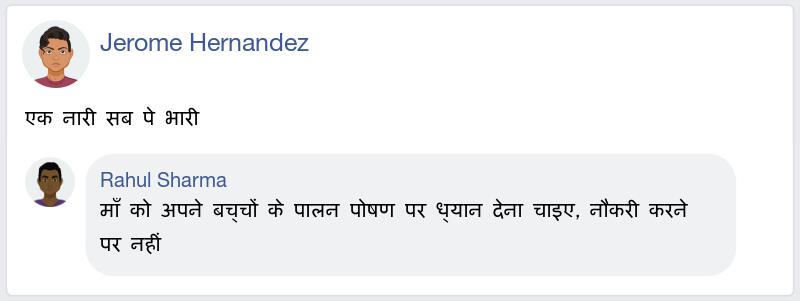 Jerome Hernandez
एक नारी सब पे भारी
Rahul Sharma
माँ को अपने बच्चों के पालन पोषण पर ध्यान देना चाइए, नौकरी करने
पर नहीं